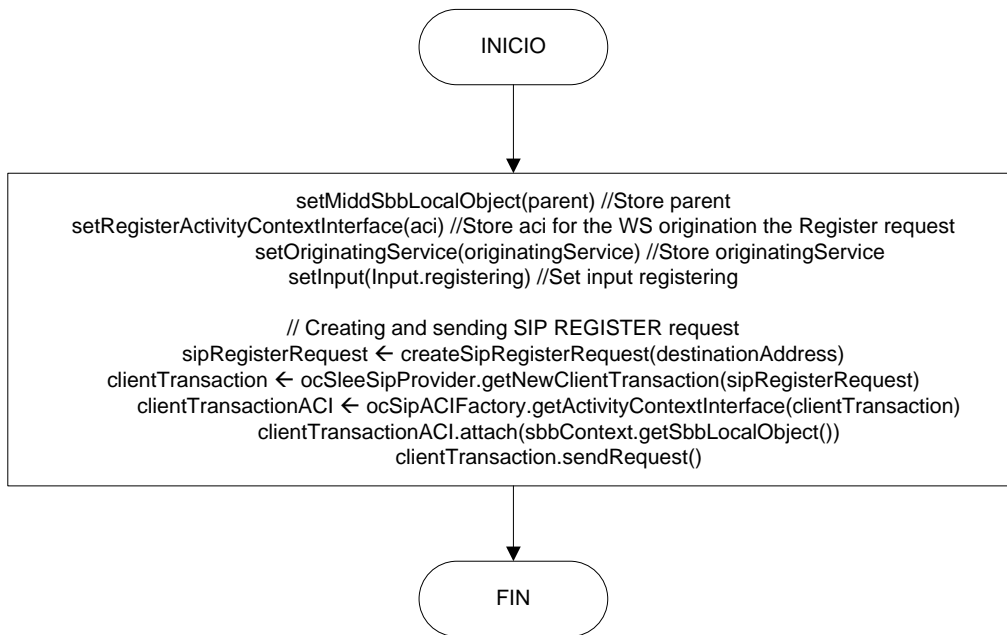 INICIO
setMiddSbbLocalObject(parent) //Store parent
setRegisterActivityContextInterface(aci) //Store aci for the WS origination the Register request
setOriginatingService(originatingService) //Store originatingService
setInput(Input.registering) //Set input registering
// Creating and sending SIP REGISTER request
sipRegisterRequest ← createSipRegisterRequest(destinationAddress)
clientTransaction ← ocSleeSipProvider.getNewClientTransaction(sipRegisterRequest)
clientTransactionACI ← ocSipACIFactory.getActivityContextInterface(clientTransaction)
clientTransactionACI.attach(sbbContext.getSbbLocalObject())
clientTransaction.sendRequest()
FIN